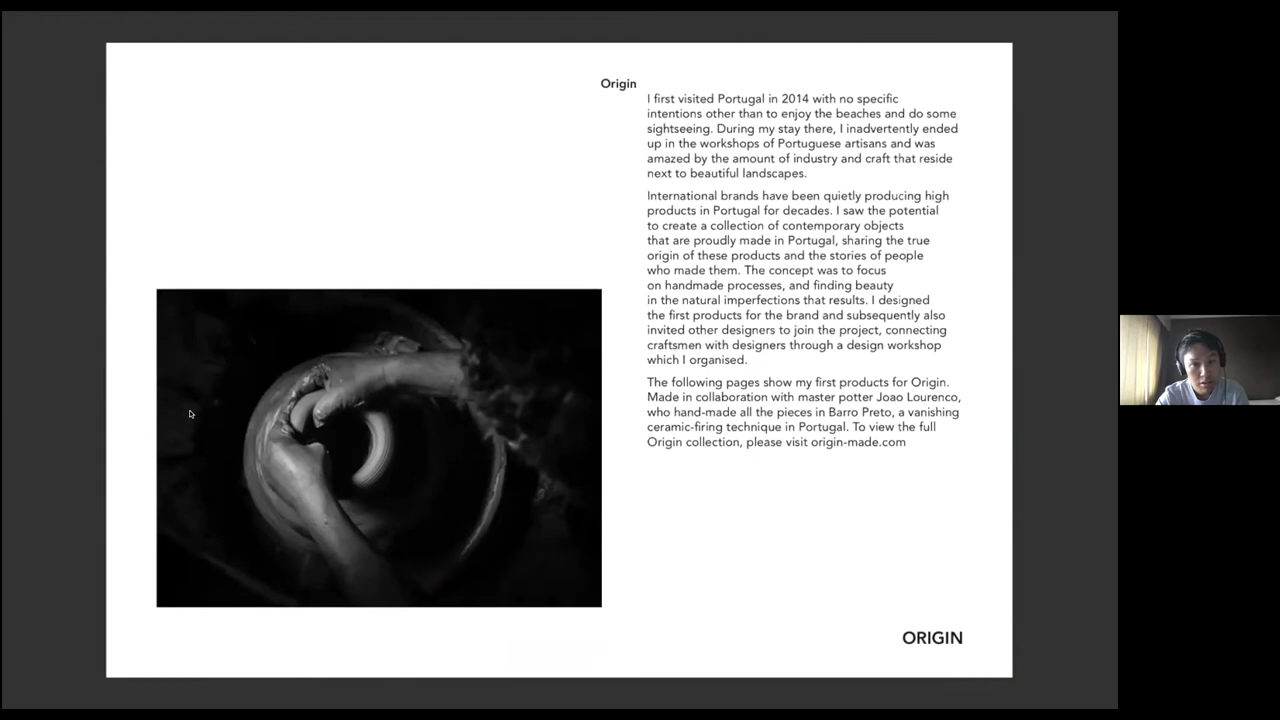 Origin
I first visited Portugal in 2014 with no specific
intentions other than to enjoy the beaches and do some
sightseeing. During my stay there, I inadvertently ended
up in the workshops of Portuguese artisans and was
amazed by the amount of industry and craft that reside
next to beautiful landscapes.
International brands have been quietly producing high
products in Portugal for decades. I saw the potential
to create a collection of contemporary objects
that are proudly made in Portugal, sharing the true
origin of these products and the stories of people
who made them. The concept was to focus
on handmade processes, and finding beauty
in the natural imperfections that results. I designed
the first products for the brand and subsequently also
invited other designers to join the project, connecting
craftsmen with designers through a design workshop
which I organised.
The following pages show my first products for Origin.
Made in collaboration with master potter Joao Lourenco,
who hand-made all the pieces in Barro Preto, a vanishing
ceramic-firing technique in Portugal. To view the full
Origin collection, please visit origin-made.com
ORIGIN